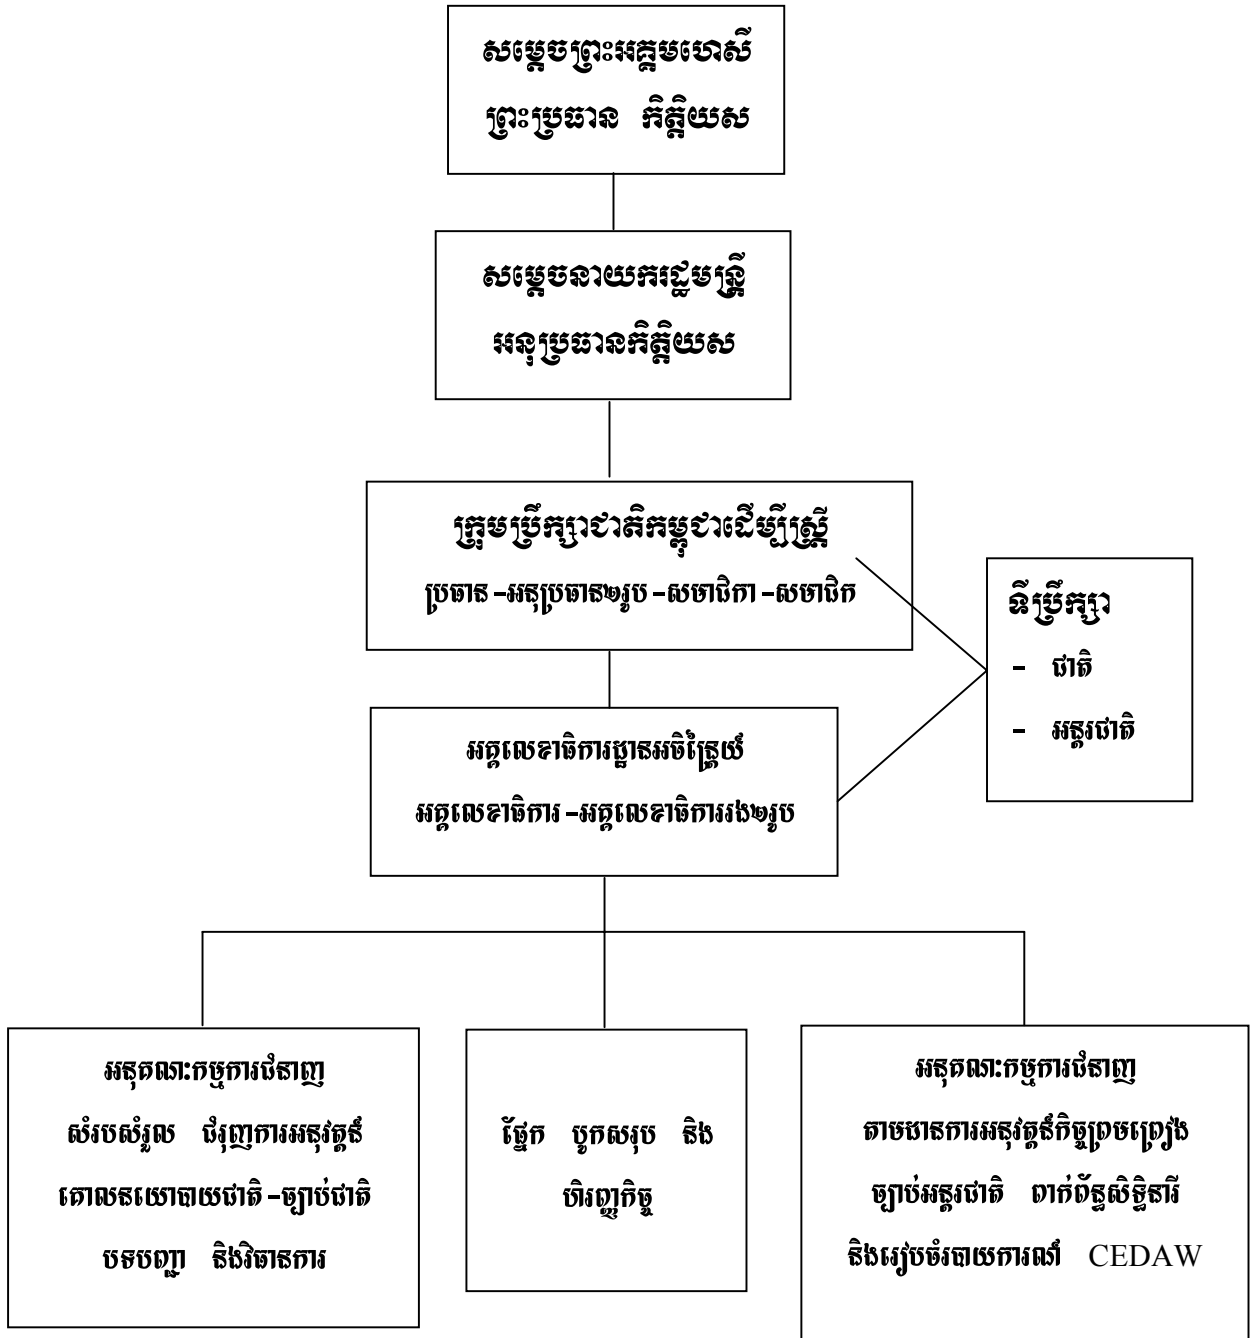 សម្តេចព្រះអគ្គមហេសី
ព្រះប្រធាន កិត្តិយស
សម្តេចនាយករដ្ឋមន្ត្រី
អនុប្រធានកិត្តិយស
ក្រុមប្រឹក្សាជាតិកម្ពុជាដើម្បីស្ត្រី
ប្រធាន -អនុប្រធាន២រូប -សមាជិកា -សមាជិក
ទីប្រឹក្សា
- ជាតិ
- អន្តរជាតិ
អគ្គលេខាធិការដ្ឋានអចិន្ត្រៃយ៍
អគ្គលេខាធិការ -អគ្គលេខាធិការរង២រូប
អនុគណៈកម្មការជំនាញ
សំរបសំរួល ជំរុញការអនុវត្តន៍
គោលនយោបាយជាតិ -ច្បាប់ជាតិ
បទបញ្ជា និងវិធានការ
ផ្នែក បូកសរុប និង
ហិរញ្ញកិច្ច
អនុគណៈកម្មការជំនាញ
តាមដានការអនុវត្តន៍កិច្ចព្រមព្រៀង
ច្បាប់អន្តរជាតិ ពាក់ព័ន្ធសិទ្ធិនារី
និងរៀបចំរបាយការណ៍ CEDAW